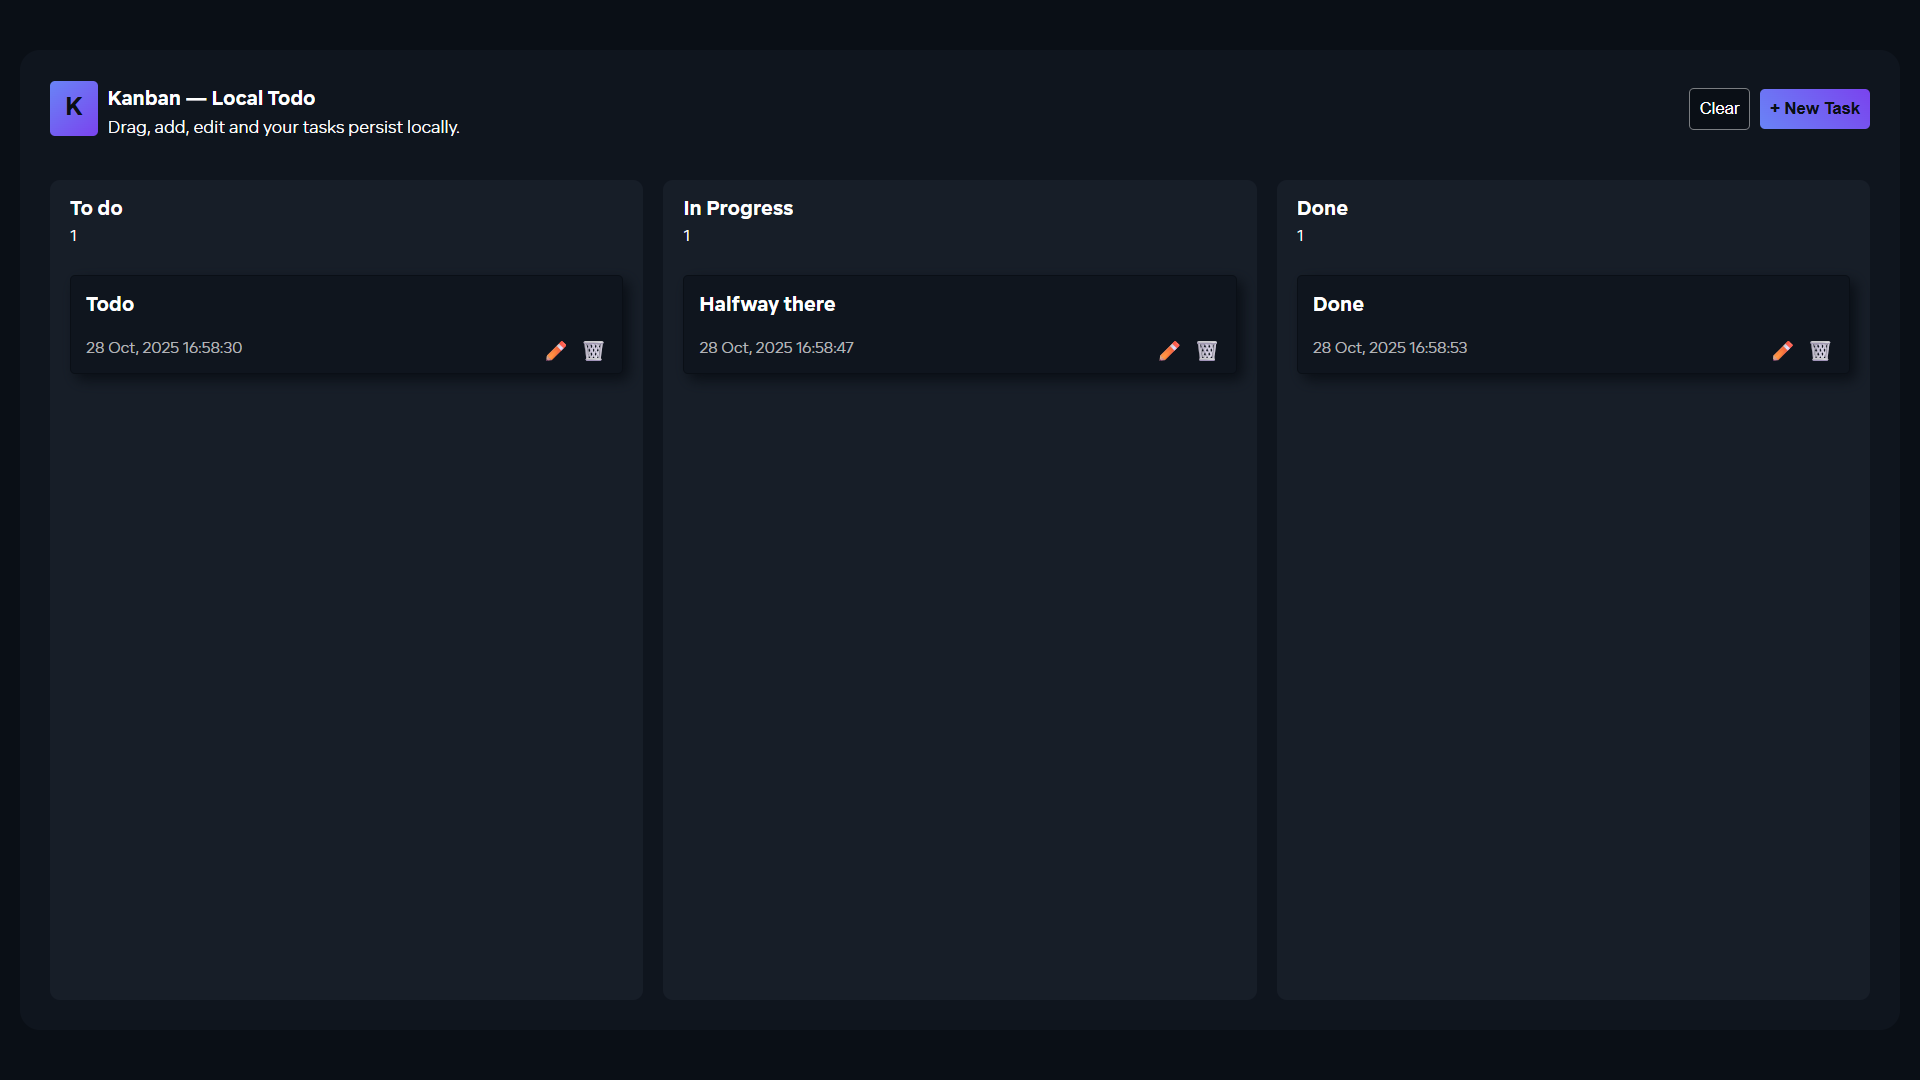 K
Kanban — Local Todo
Drag, add, edit and your tasks persist locally.
Clear
+ New Task
To do
1
Todo
28 Oct, 2025 16:58:30
In Progress
1
Halfway there
28 Oct, 2025 16:58:47
Done
1
Done
28 Oct, 2025 16:58:53